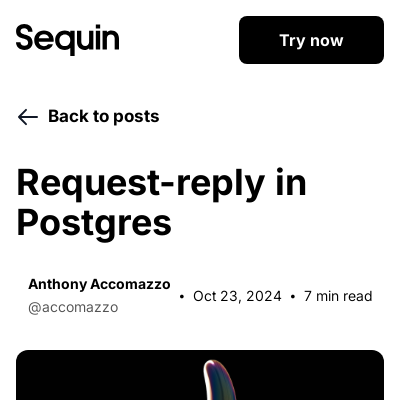 Sequin
Try now
Back to posts
Request-reply in
Postgres
Anthony Accomazzo
@accomazzo
• Oct 23, 2024 • 7 min read